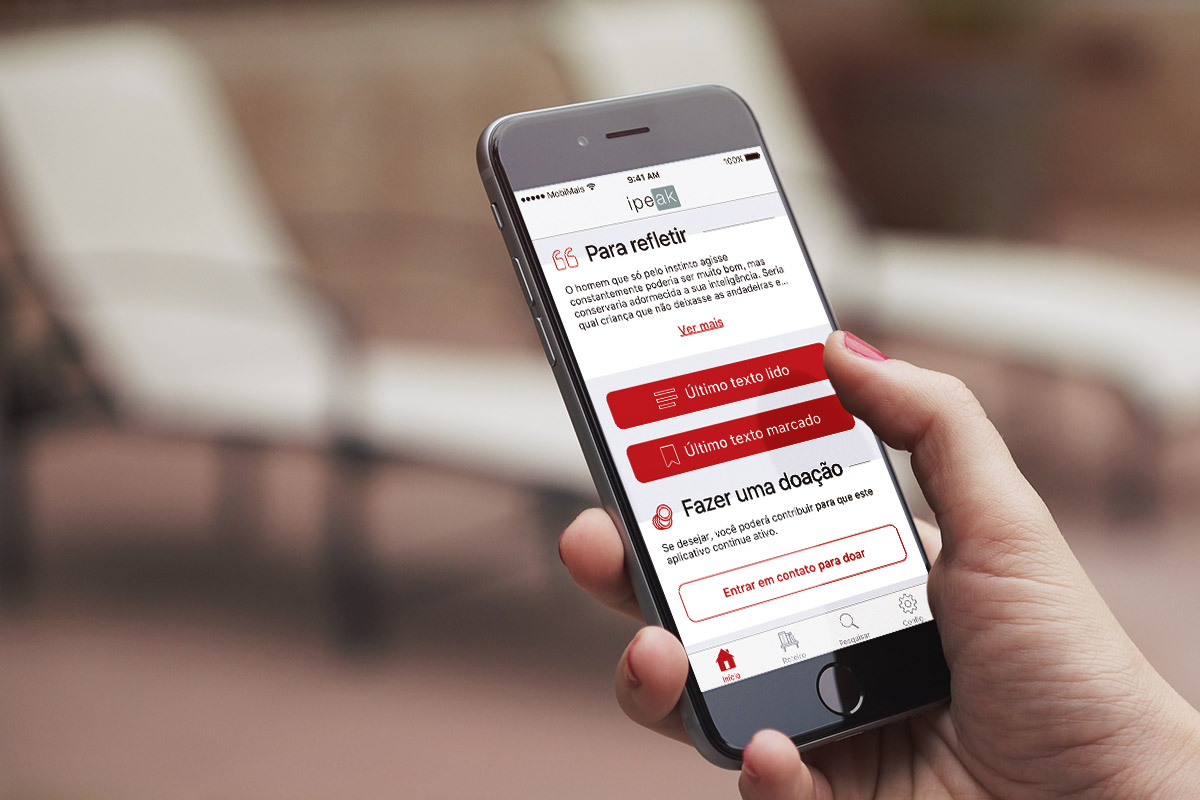 MobiMais 9:41 AM 100%
ipeak
Para refletir
O homem que só pelo instinto agisse
constantemente poderia ser muito bom, mas
conservaria adormecida a sua inteligência. Seria
qual criança que não deixasse as andadeiras e...
Ver mais
Último texto lido
Último texto marcado
Fazer uma doação
Se desejar, você poderá contribuir para que este
aplicativo continue ativo.
Entrar em contato para doar
Início
Roteiro
Pesquisar
Config